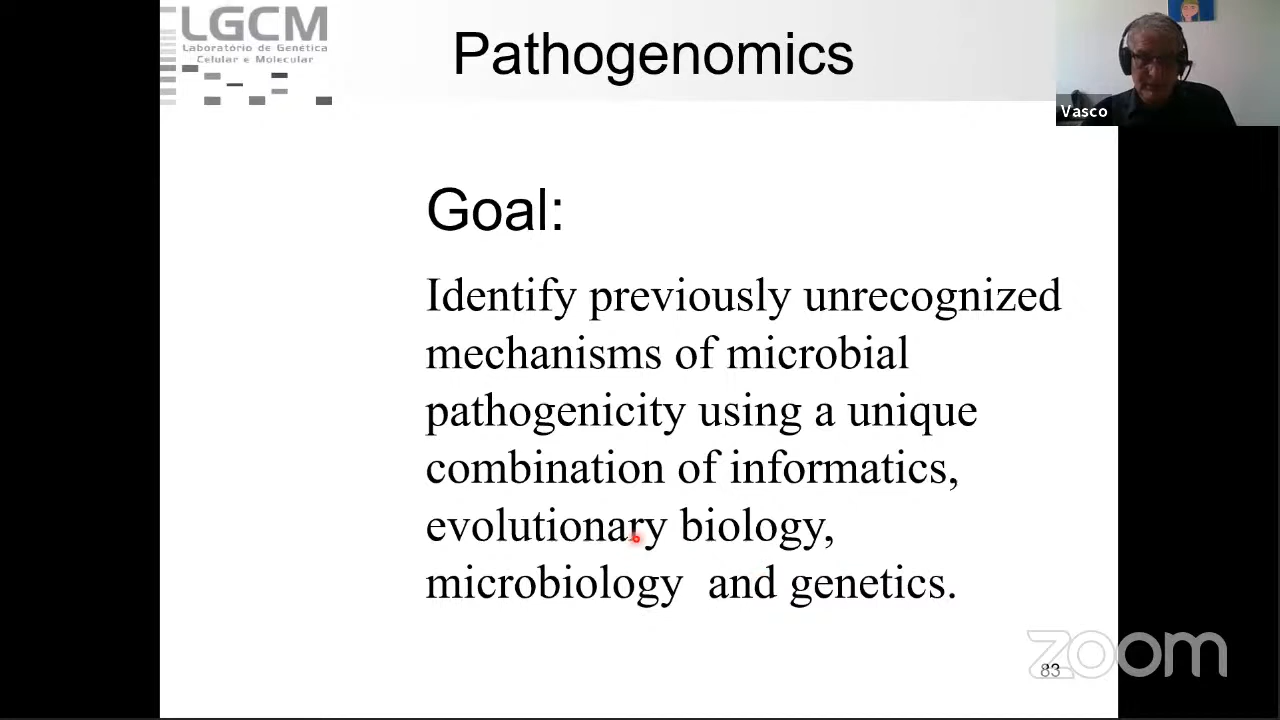 LGCM
Laboratório de Genética
Celular e Molecular
Pathogenomics
Vasco
Goal:
Identify previously unrecognized
mechanisms of microbial
pathogenicity using a unique
combination of informatics,
evolutionary biology,
microbiology and genetics.
zoom
83